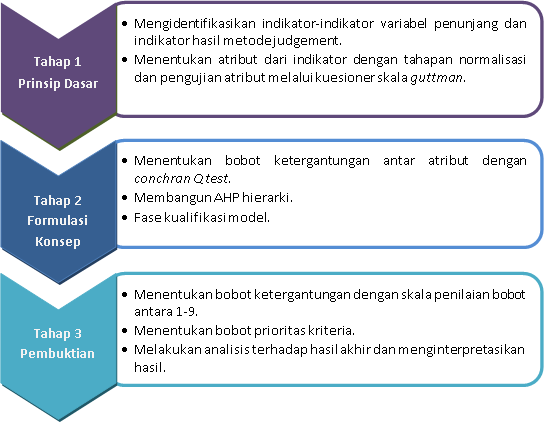 Tahap 1
Prinsip Dasar
• Mengidentifikasikan indikator-indikator variabel penunjang dan
indikator hasil metode judgement.
• Menentukan atribut dari indikator dengan tahapan normalisasi
dan pengujian atribut melalui kuesioner skala guttman.
Tahap 2
Formulasi
Konsep
• Menentukan bobot ketergantungan antar atribut dengan
conchran Q test.
• Membangun AHP hierarki.
• Fase kualifikasi model.
Tahap 3
Pembuktian
• Menentukan bobot ketergantungan dengan skala penilaian bobot
antara 1-9.
• Menentukan bobot prioritas kriteria.
• Melakukan analisis terhadap hasil akhir dan menginterpretasikan
hasil.